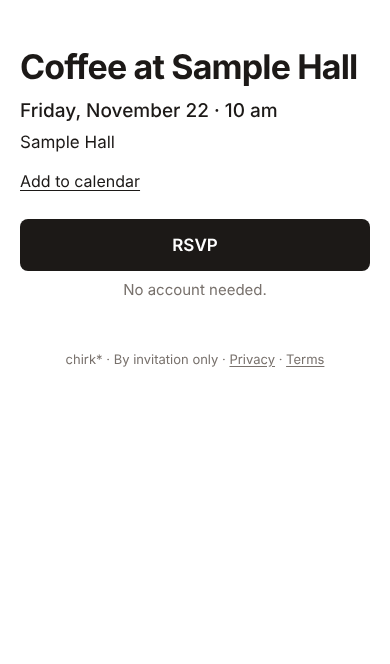 Coffee at Sample Hall
Friday, November 22 · 10 am
Sample Hall
Add to calendar
RSVP
No account needed.
chirk* · By invitation only · Privacy · Terms